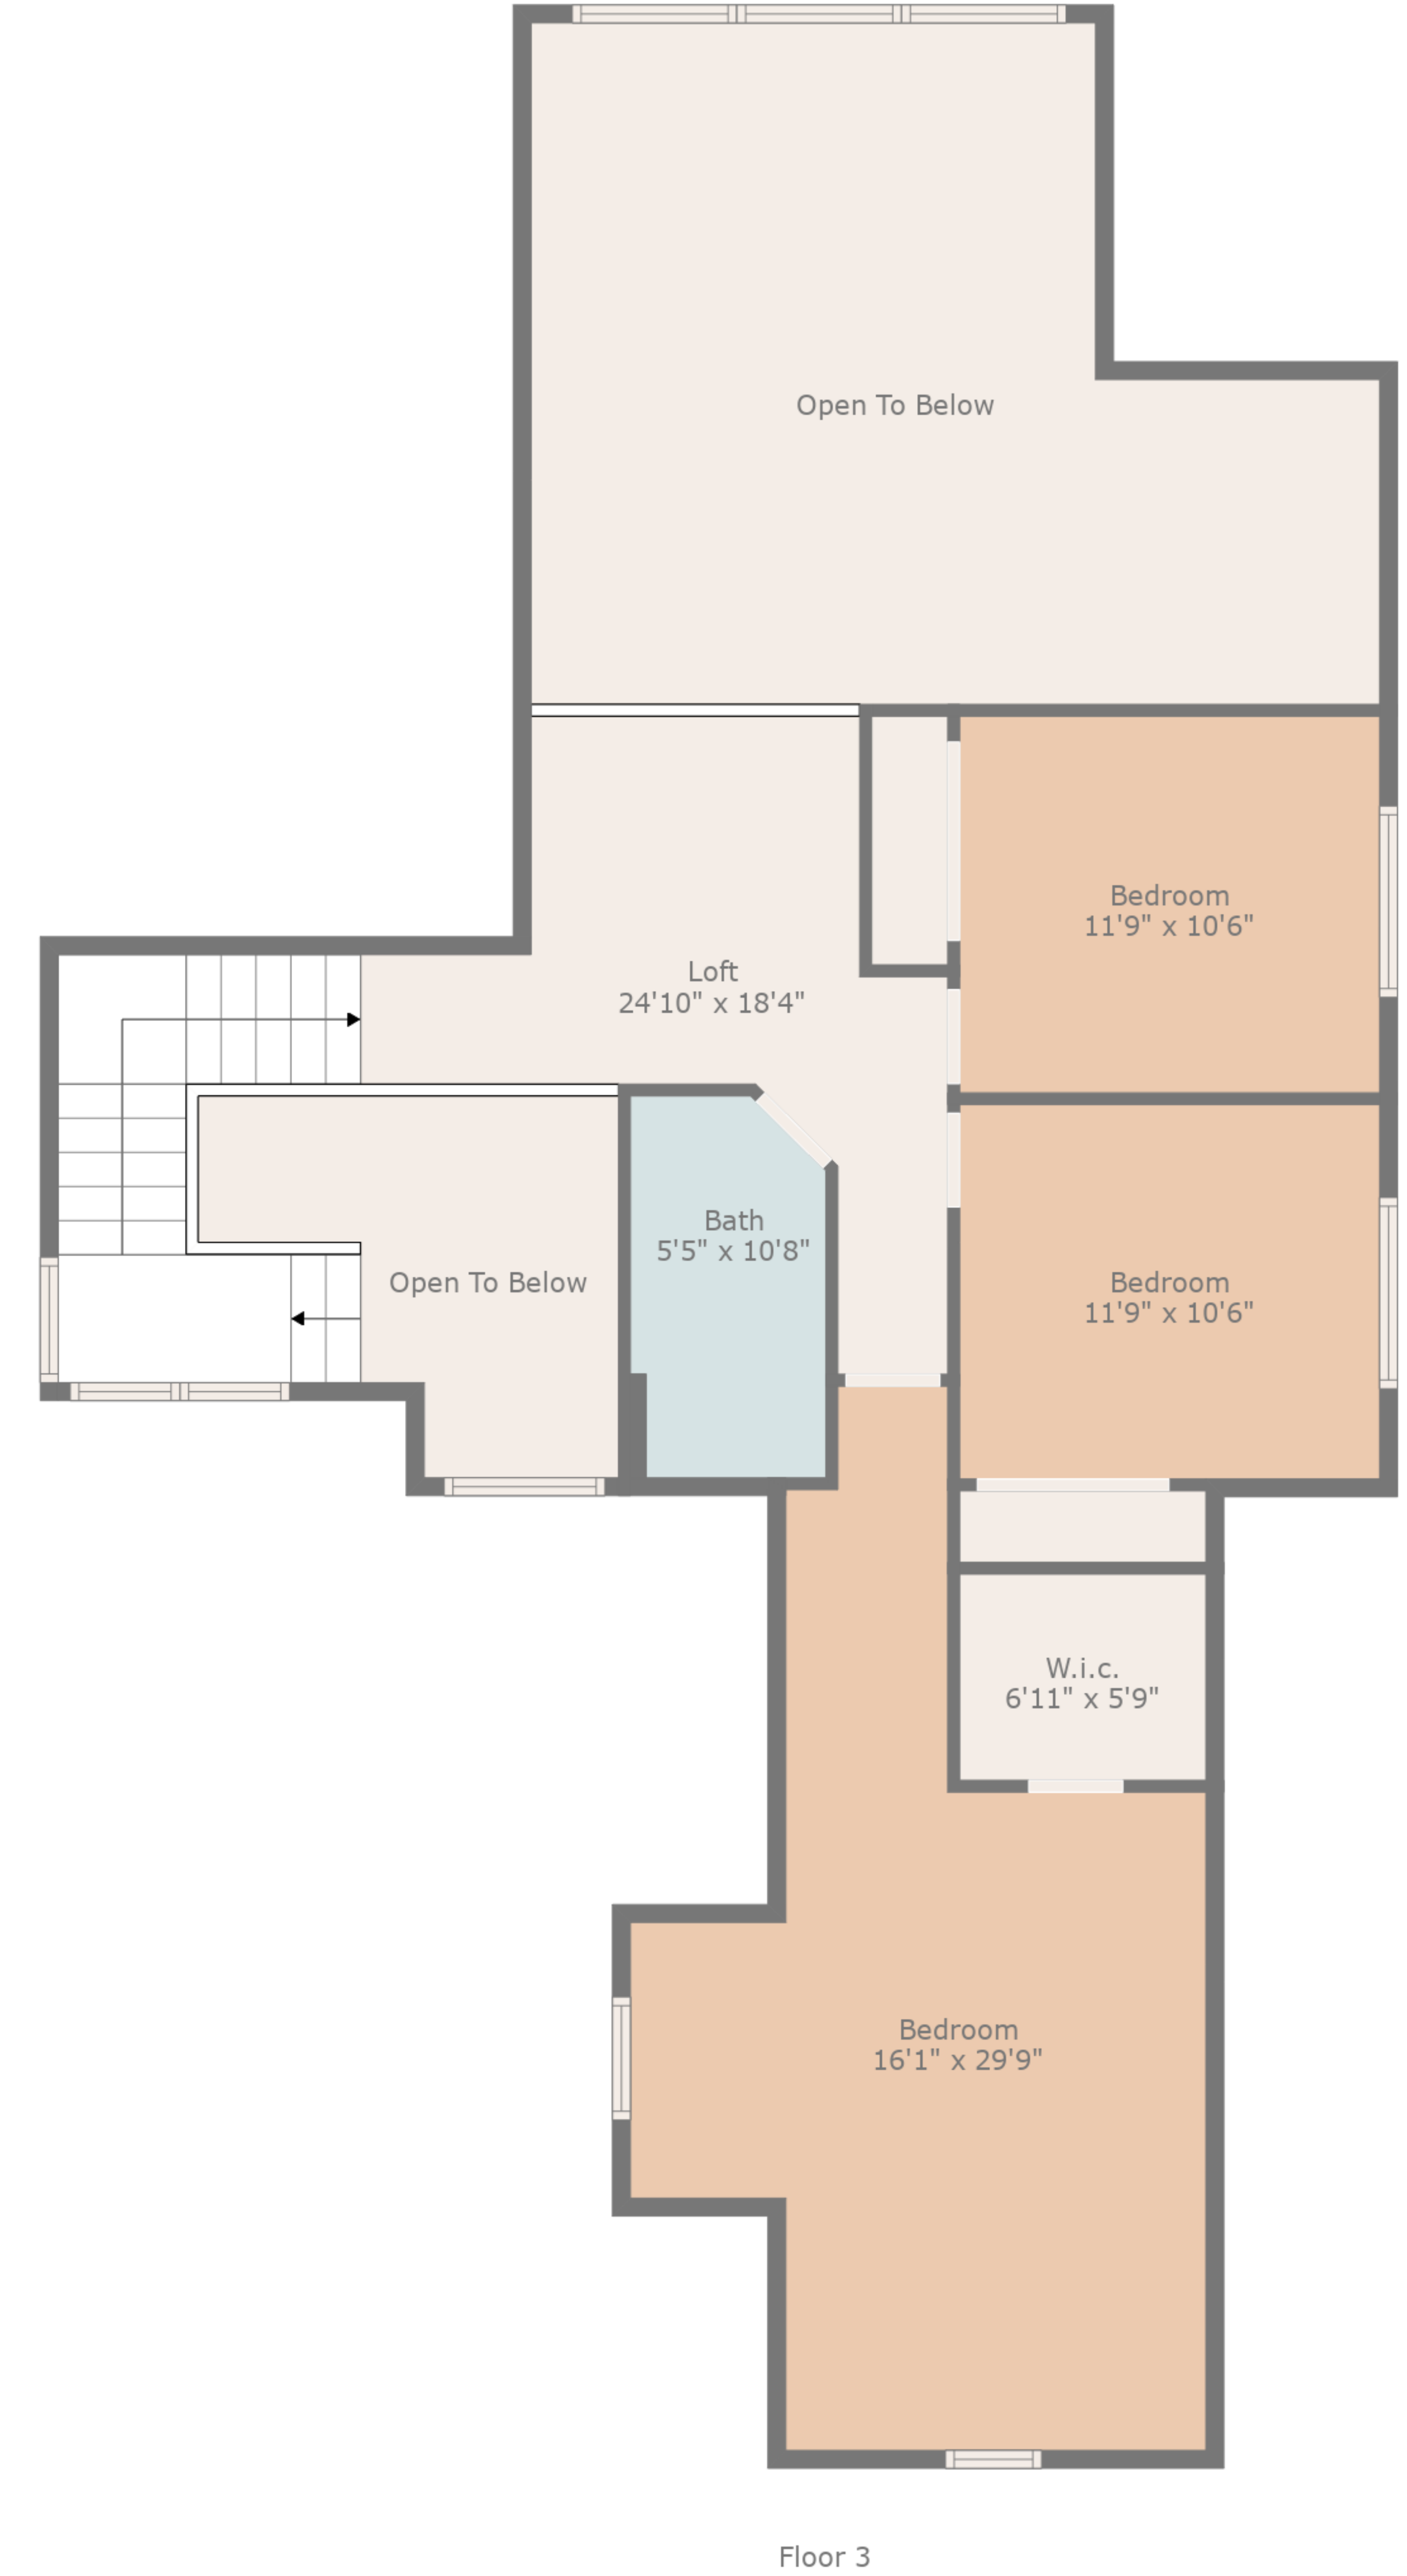 Open To Below
Bedroom
11'9" x 10'6"
Loft
24'10" x 18'4"
Bath
5'5" x 10'8"
Open To Below
Bedroom
11'9" x 10'6"
W.i.c.
6'11" x 5'9"
Bedroom
16'1" x 29'9"
Floor 3